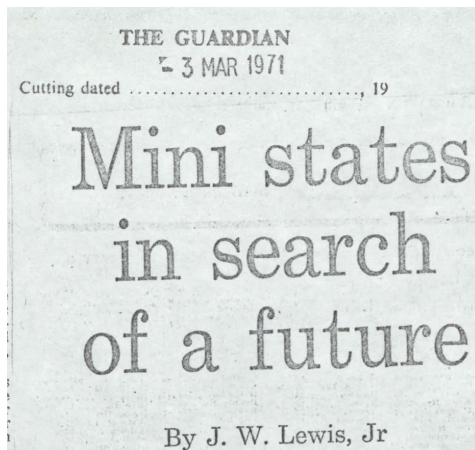 THE GUARDIAN
- 3 MAR 1971
Cutting dated ............................, 19
Mini states
in search
of a future
By J. W. Lewis, Jr